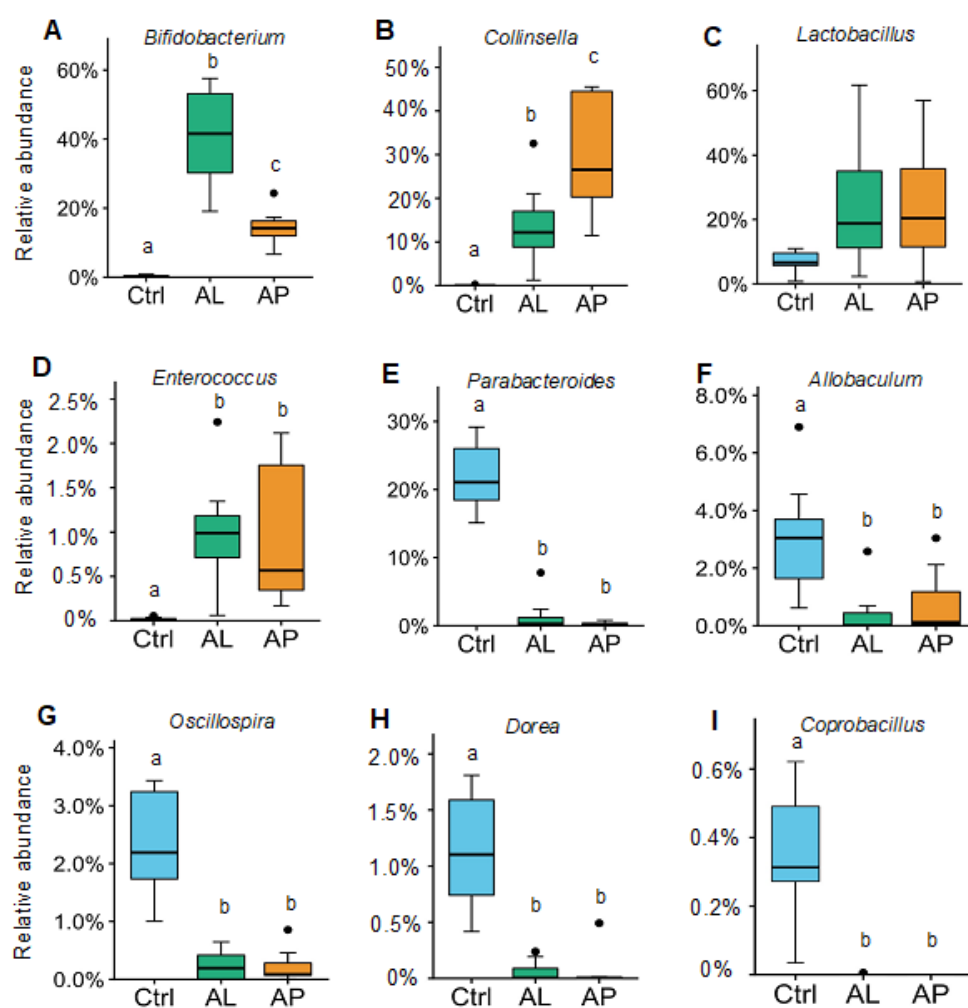 A
Bifidobacterium
Relative abundance
60%
40%
20%
0%
a
b
c
Ctrl AL AP
B
Collinsella
50%
40%
30%
20%
10%
0%
a
b
c
Ctrl AL AP
C
Lactobacillus
60%
40%
20%
0%
Ctrl AL AP
D
Enterococcus
Relative abundance
2.5%
2.0%
1.5%
1.0%
0.5%
0%
a
b
b
Ctrl AL AP
E
Parabacteroides
30%
20%
10%
0%
a
b
b
Ctrl AL AP
F
Allobaculum
8.0%
6.0%
4.0%
2.0%
0.0%
a
b
b
Ctrl AL AP
G
Oscillospira
Relative abundance
4.0%
3.0%
2.0%
1.0%
0.0%
a
b
b
Ctrl AL AP
H
Dorea
2.0%
1.5%
1.0%
0.5%
0%
a
b
b
Ctrl AL AP
I
Coprobacillus
0.6%
0.4%
0.2%
0%
a
b
b
Ctrl AL AP